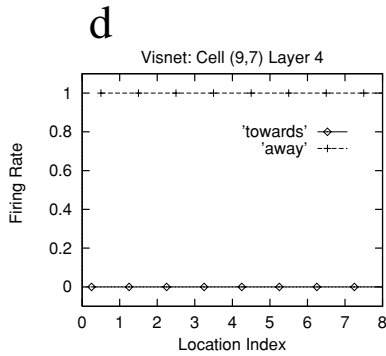 d
Visnet: Cell (9,7) Layer 4
1
0.8
0.6
0.4
0.2
0
Firing Rate
'towards'
'away'
0 1 2 3 4 5 6 7 8
Location Index